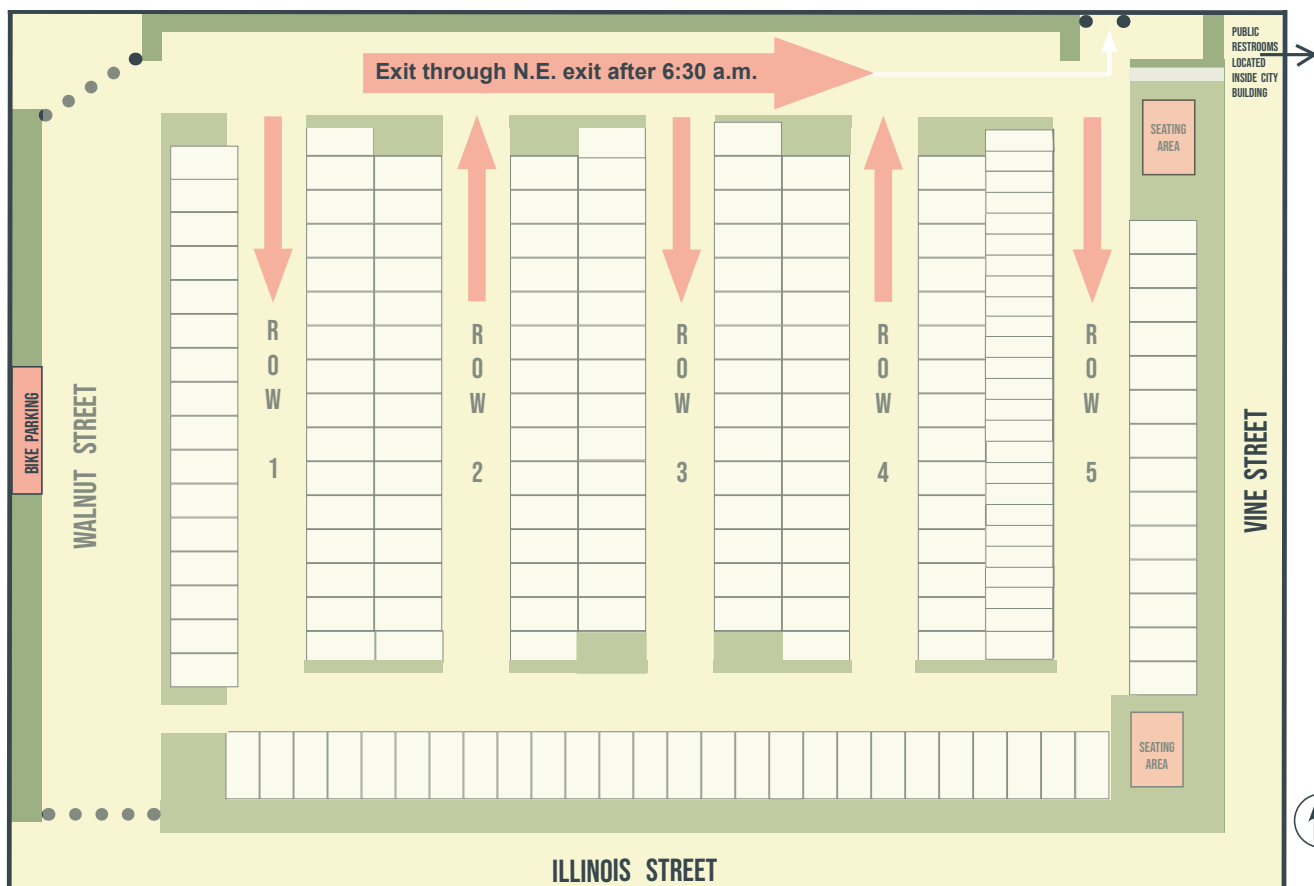 PUBLIC
RESTROOMS
LOCATED
INSIDE CITY
BUILDING
Exit through N.E. exit after 6:30 a.m.
SEATING
AREA
ROW 1
ROW 2
ROW 3
ROW 4
ROW 5
BIKE PARKING
WALNUT STREET
VINE STREET
SEATING
AREA
ILLINOIS STREET